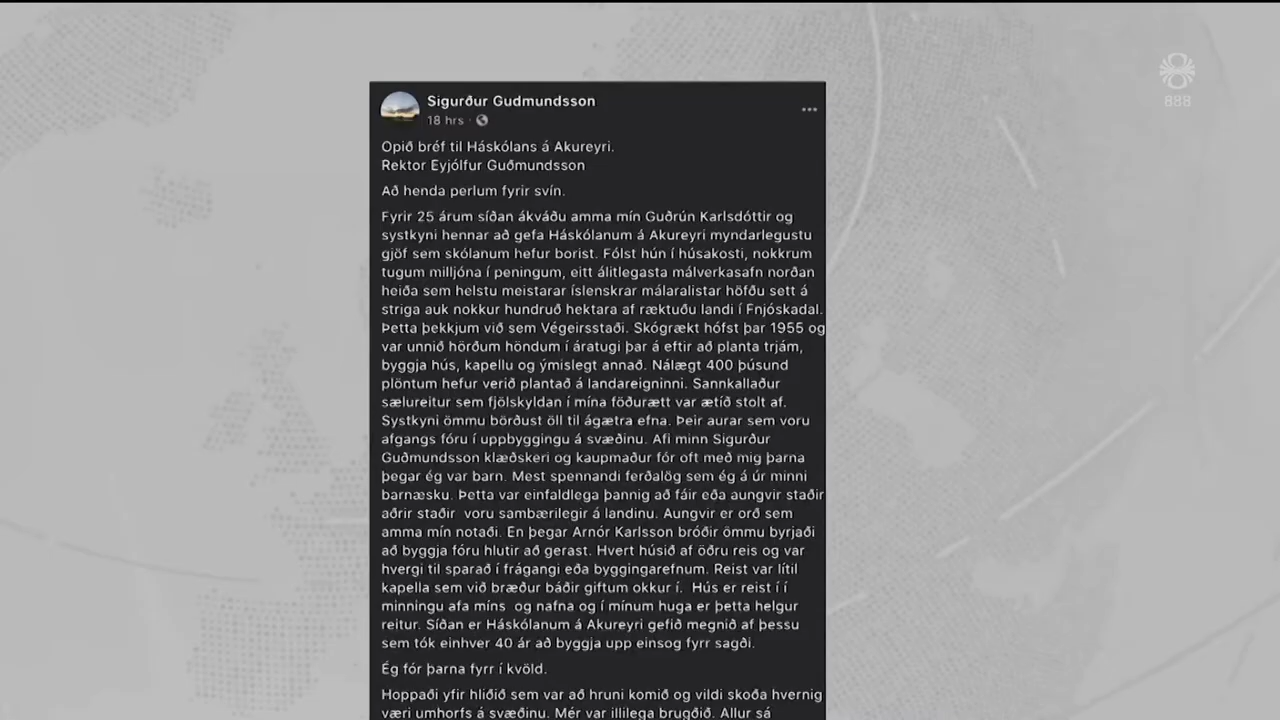 888
Sigurður Gudmundsson
18 hrs ·
Opið bréf til Háskólans á Akureyri.
Rektor Eyjólfur Guðmundsson
Að henda perlum fyrir svín.
Fyrir 25 árum síðan ákváðu amma mín Guðrún Karlsdóttir og
systkyni hennar að gefa Háskólanum á Akureyri myndarlegustu
gjöf sem skólanum hefur borist. Fólst hún í húsakosti, nokkrum
tugum milljóna í peningum, eitt álitlegasta málverkasafn norðan
heiða sem helstu meistarar íslenskrar málaralistar höfðu sett á
striga auk nokkur hundruð hektara af ræktuðu landi í Fnjóskadal.
Þetta þekkjum við sem Végeirsstaði. Skógrækt hófst þar 1955 og
var unnið hörðum höndum í áratugi þar á eftir að planta trjám,
byggja hús, kapellu og ýmislegt annað. Nálægt 400 þúsund
plöntum hefur verið plantað á landareigninni. Sannkallaður
sælureitur sem fjölskyldan í mína föðurætt var ætíð stolt af.
Systkyni ömmu börðust öll til ágætra efna. Þeir aurar sem voru
afgangs fóru í uppbyggingu á svæðinu. Afi minn Sigurður
Guðmundsson klæðskeri og kaupmaður fór oft með mig þarna
þegar ég var barn. Mest spennandi ferðalög sem ég á úr minni
barnæsku. Þetta var einfaldlega þannig að fáir eða aungvir staðir
aðrir staðir voru sambærilegir á landinu. Aungvir er orð sem
amma mín notaði. En þegar Arnór Karlsson bróðir ömmu byrjaði
að byggja fóru hlutir að gerast. Hvert húsið af öðru reis og var
hvergi til sparað í frágangi eða byggingarefnum. Reist var lítil
kapella sem við bræður báðir giftum okkur í. Hús er reist í í
minningu afa míns og nafna og í mínum huga er þetta helgur
reitur. Síðan er Háskólanum á Akureyri gefið megnið af þessu
sem tók einhver 40 ár að byggja upp einsog fyrr sagði.
Ég fór þarna fyrr í kvöld.
Hoppaði yfir hliðið sem var að hruni komið og vildi skoða hvernig
væri umhorfs á svæðinu. Mér var illilega brugðið. Allur sá